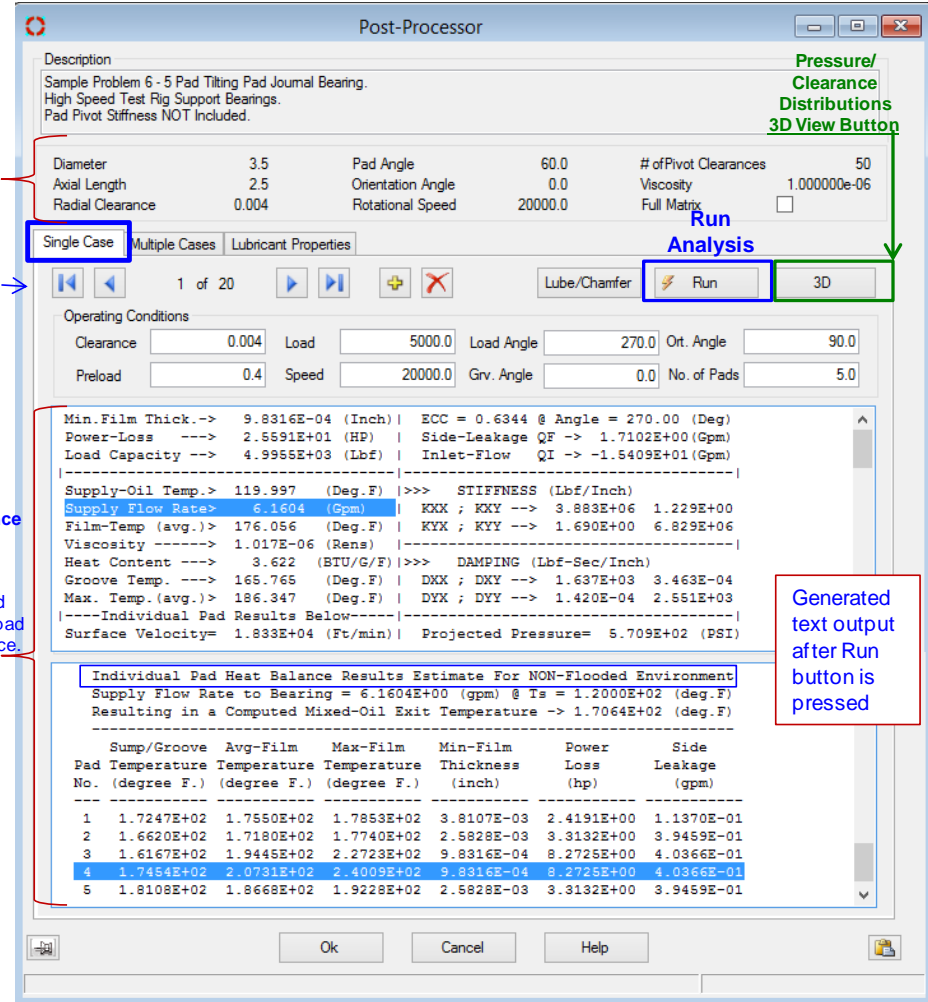 Post-Processor
Description
Sample Problem 6 - 5 Pad Tilting Pad Journal Bearing.
High Speed Test Rig Support Bearings.
Pad Pivot Stiffness NOT Included.
Pressure/
Clearance
Distributions
3D View Button
Diameter 3.5 Pad Angle 60.0 # of Pivot Clearances 50
Axial Length 2.5 Orientation Angle 0.0 Viscosity 1.000000e-06
Radial Clearance 0.004 Rotational Speed 20000.0 Full Matrix
Run
Analysis
Single Case Multiple Cases Lubricant Properties
1 of 20 Lube/Chamfer Run 3D
Operating Conditions
Clearance 0.004 Load 5000.0 Load Angle 270.0 Ort. Angle 90.0
Preload 0.4 Speed 20000.0 Grv. Angle 0.0 No. of Pads 5.0
Min.Film Thick.-> 9.8316E-04 (Inch)| ECC = 0.6344 @ Angle = 270.00 (Deg)
Power-Loss ---> 2.5591E+01 (HP) | Side-Leakage QF -> 1.7102E+00(Gpm)
Load Capacity --> 4.9955E+03 (Lbf) | Inlet-Flow QI -> -1.5409E+01(Gpm)
|--------------------------------------|-------------------------------------|
Supply-Oil Temp.> 119.997 (Deg.F) |>>> STIFFNESS (Lbf/Inch)
Supply Flow Rate> 6.1604 (Gpm) | KXX ; KXY --> 3.883E+06 1.229E+00
Film-Temp (avg.)> 176.056 (Deg.F) | KYX ; KYY --> 1.690E+00 6.829E+06
Viscosity ------> 1.017E-06 (Rens) |-------------------------------------|
Heat Content ---> 3.622 (BTU/G/F)|>>> DAMPING (Lbf-Sec/Inch)
Groove Temp. ---> 165.765 (Deg.F) | DXX ; DXY --> 1.637E+03 3.463E-04
Max. Temp.(avg.)> 186.347 (Deg.F) | DYX ; DYY --> 1.420E-04 2.551E+03
|----Individual Pad Results Below----|-------------------------------------|
Surface Velocity= 1.833E+04 (Ft/min)| Projected Pressure= 5.709E+02 (PSI)
ce
d
oad
ce.
Generated
text output
after Run
button is
pressed
Individual Pad Heat Balance Results Estimate For NON-Flooded Environment
Supply Flow Rate to Bearing = 6.1604E+00 (gpm) @ Ts = 1.2000E+02 (deg.F)
Resulting in a Computed Mixed-Oil Exit Temperature -> 1.7064E+02 (deg.F)
------------------------------------------------------------------------
Sump/Groove Avg-Film Max-Film Min-Film Power Side
Pad Temperature Temperature Temperature Thickness Loss Leakage
No. (degree F.) (degree F.) (degree F.) (inch) (hp) (gpm)
--- ----------- ----------- ----------- ----------- ----------- -----------
1 1.7247E+02 1.7550E+02 1.7853E+02 3.8107E-03 2.4191E+00 1.1370E-01
2 1.6620E+02 1.7180E+02 1.7740E+02 2.5828E-03 3.3132E+00 3.9459E-01
3 1.6167E+02 1.9445E+02 2.2723E+02 9.8316E-04 8.2725E+00 4.0366E-01
4 1.7454E+02 2.0731E+02 2.4009E+02 9.8316E-04 8.2725E+00 4.0366E-01
5 1.8108E+02 1.8668E+02 1.9228E+02 2.5828E-03 3.3132E+00 3.9459E-01
Ok Cancel Help